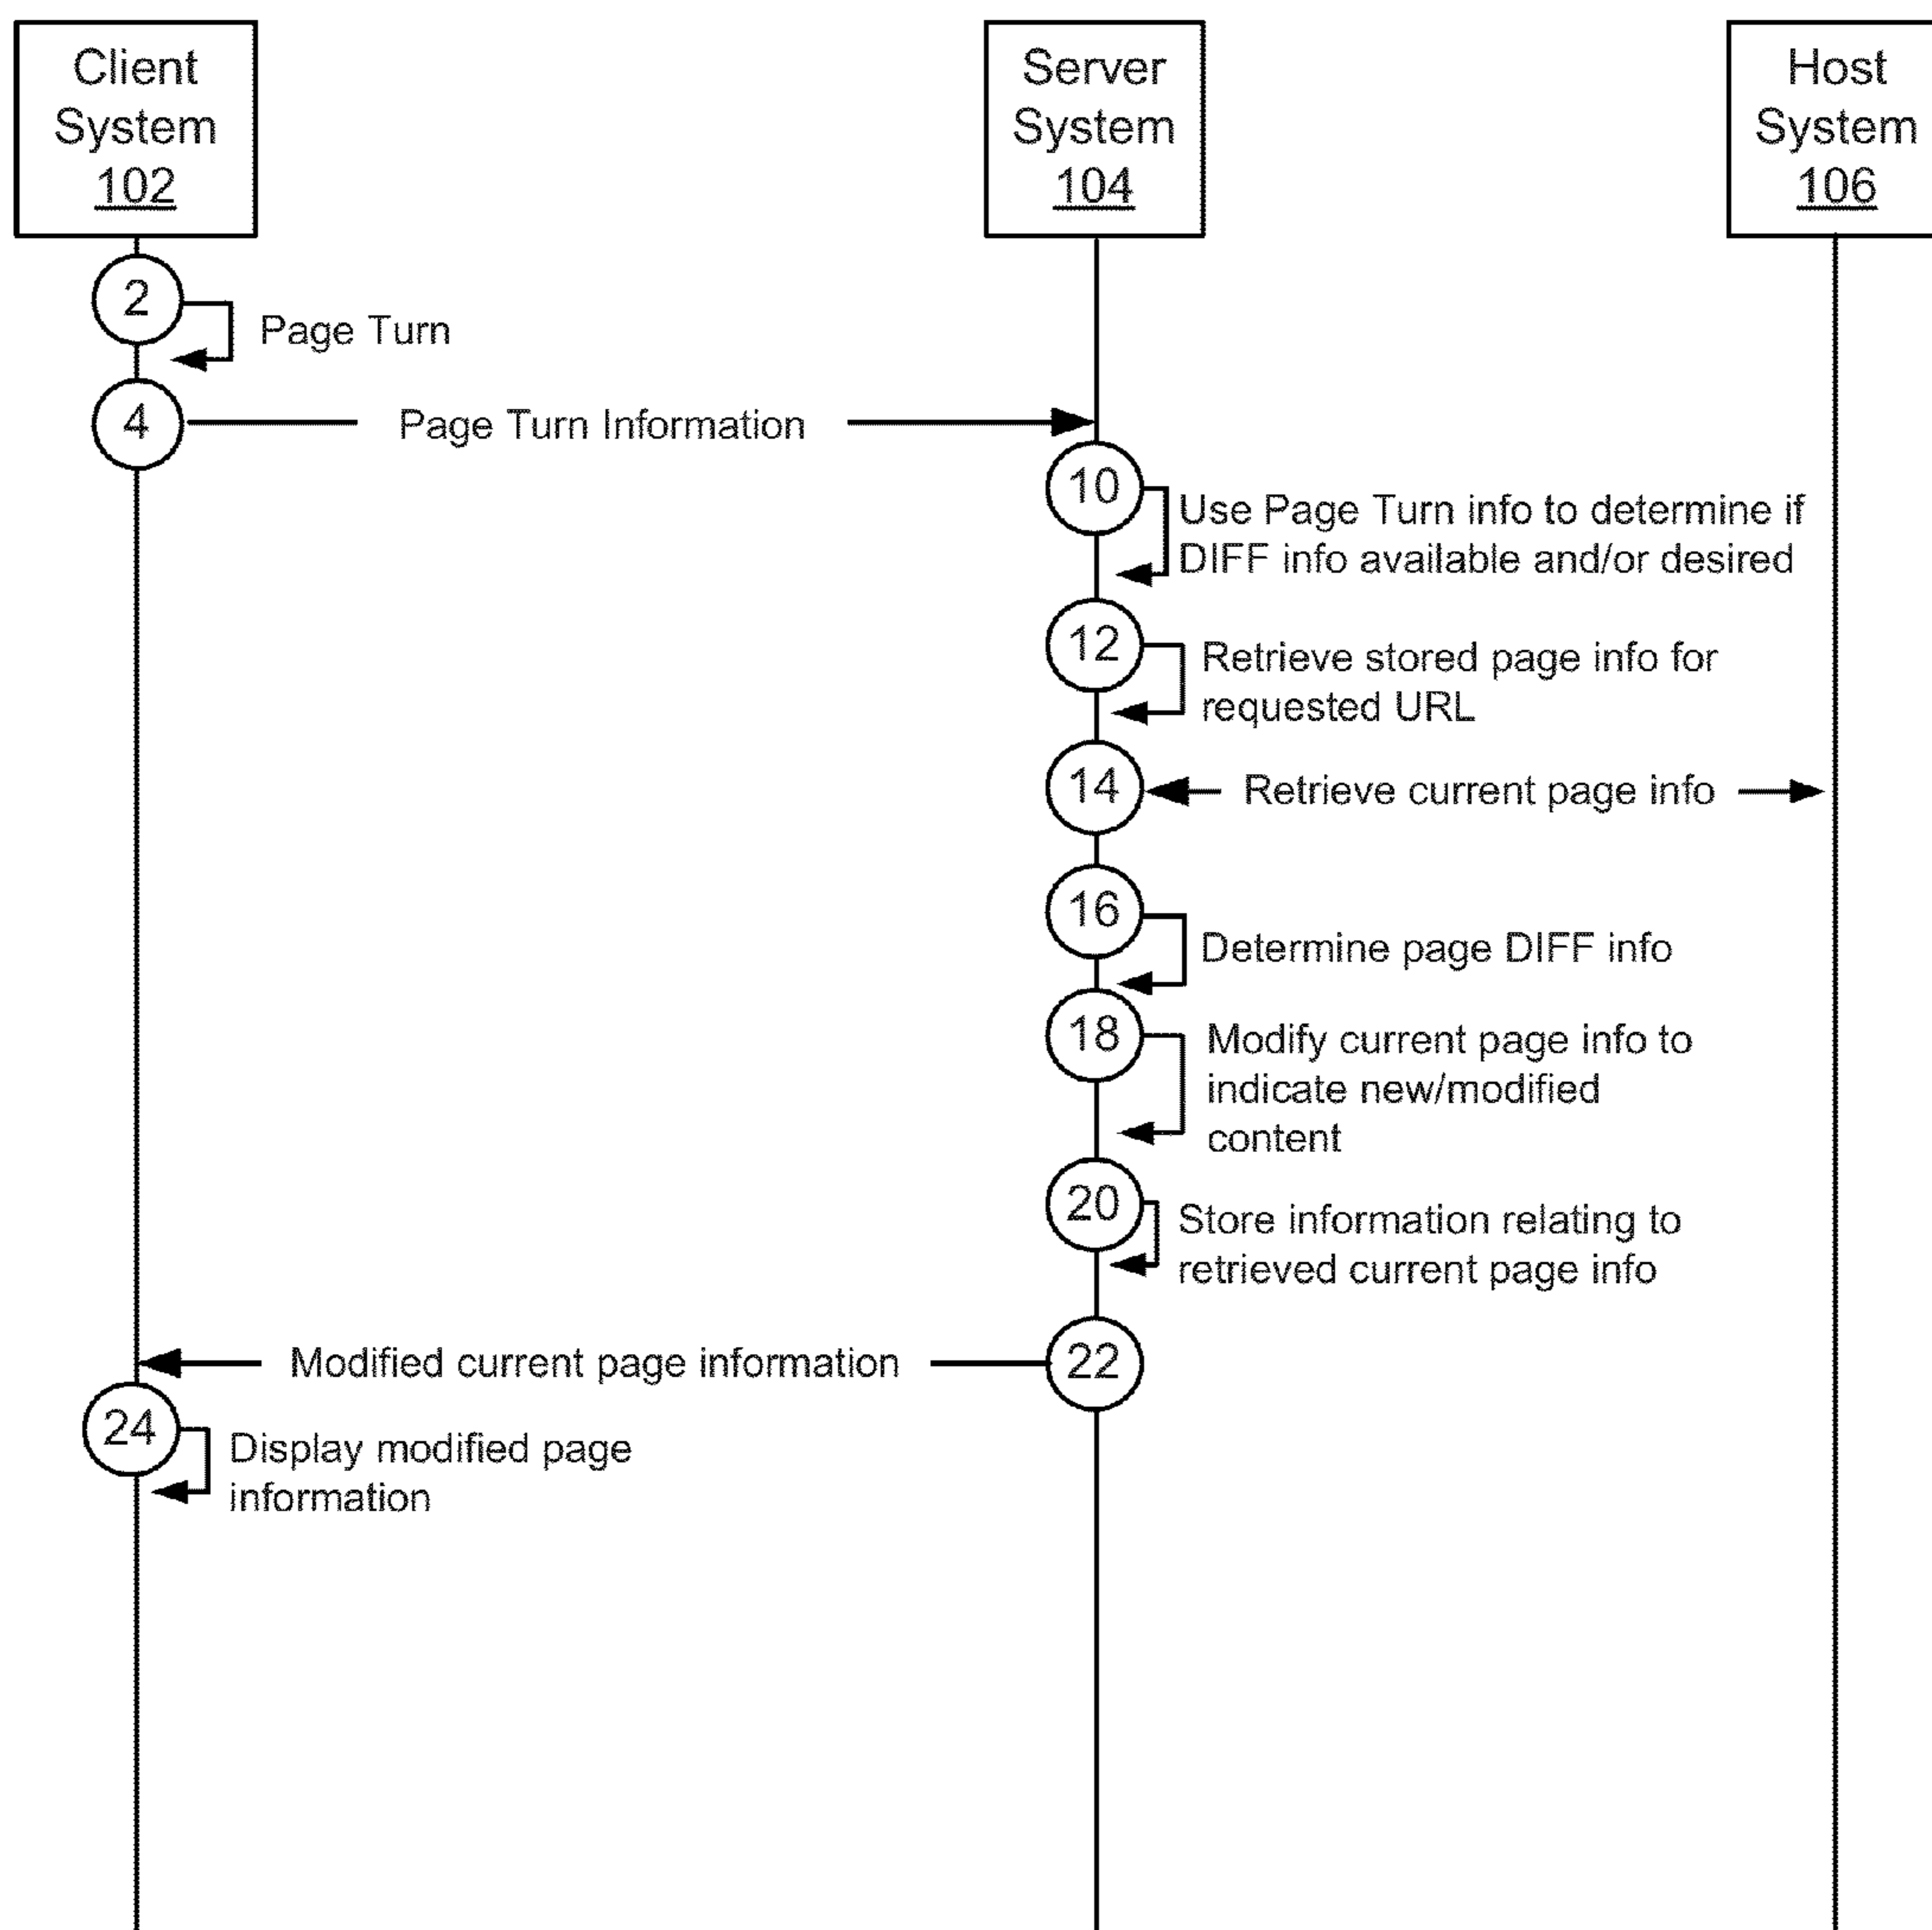 Client
System
102
Server
System
104
Host
System
106
2
Page Turn
4
Page Turn Information
10
Use Page Turn info to determine if
DIFF info available and/or desired
12
Retrieve stored page info for
requested URL
14
Retrieve current page info
16
Determine page DIFF info
18
Modify current page info to
indicate new/modified
content
20
Store information relating to
retrieved current page info
22
Modified current page information
24
Display modified page
information